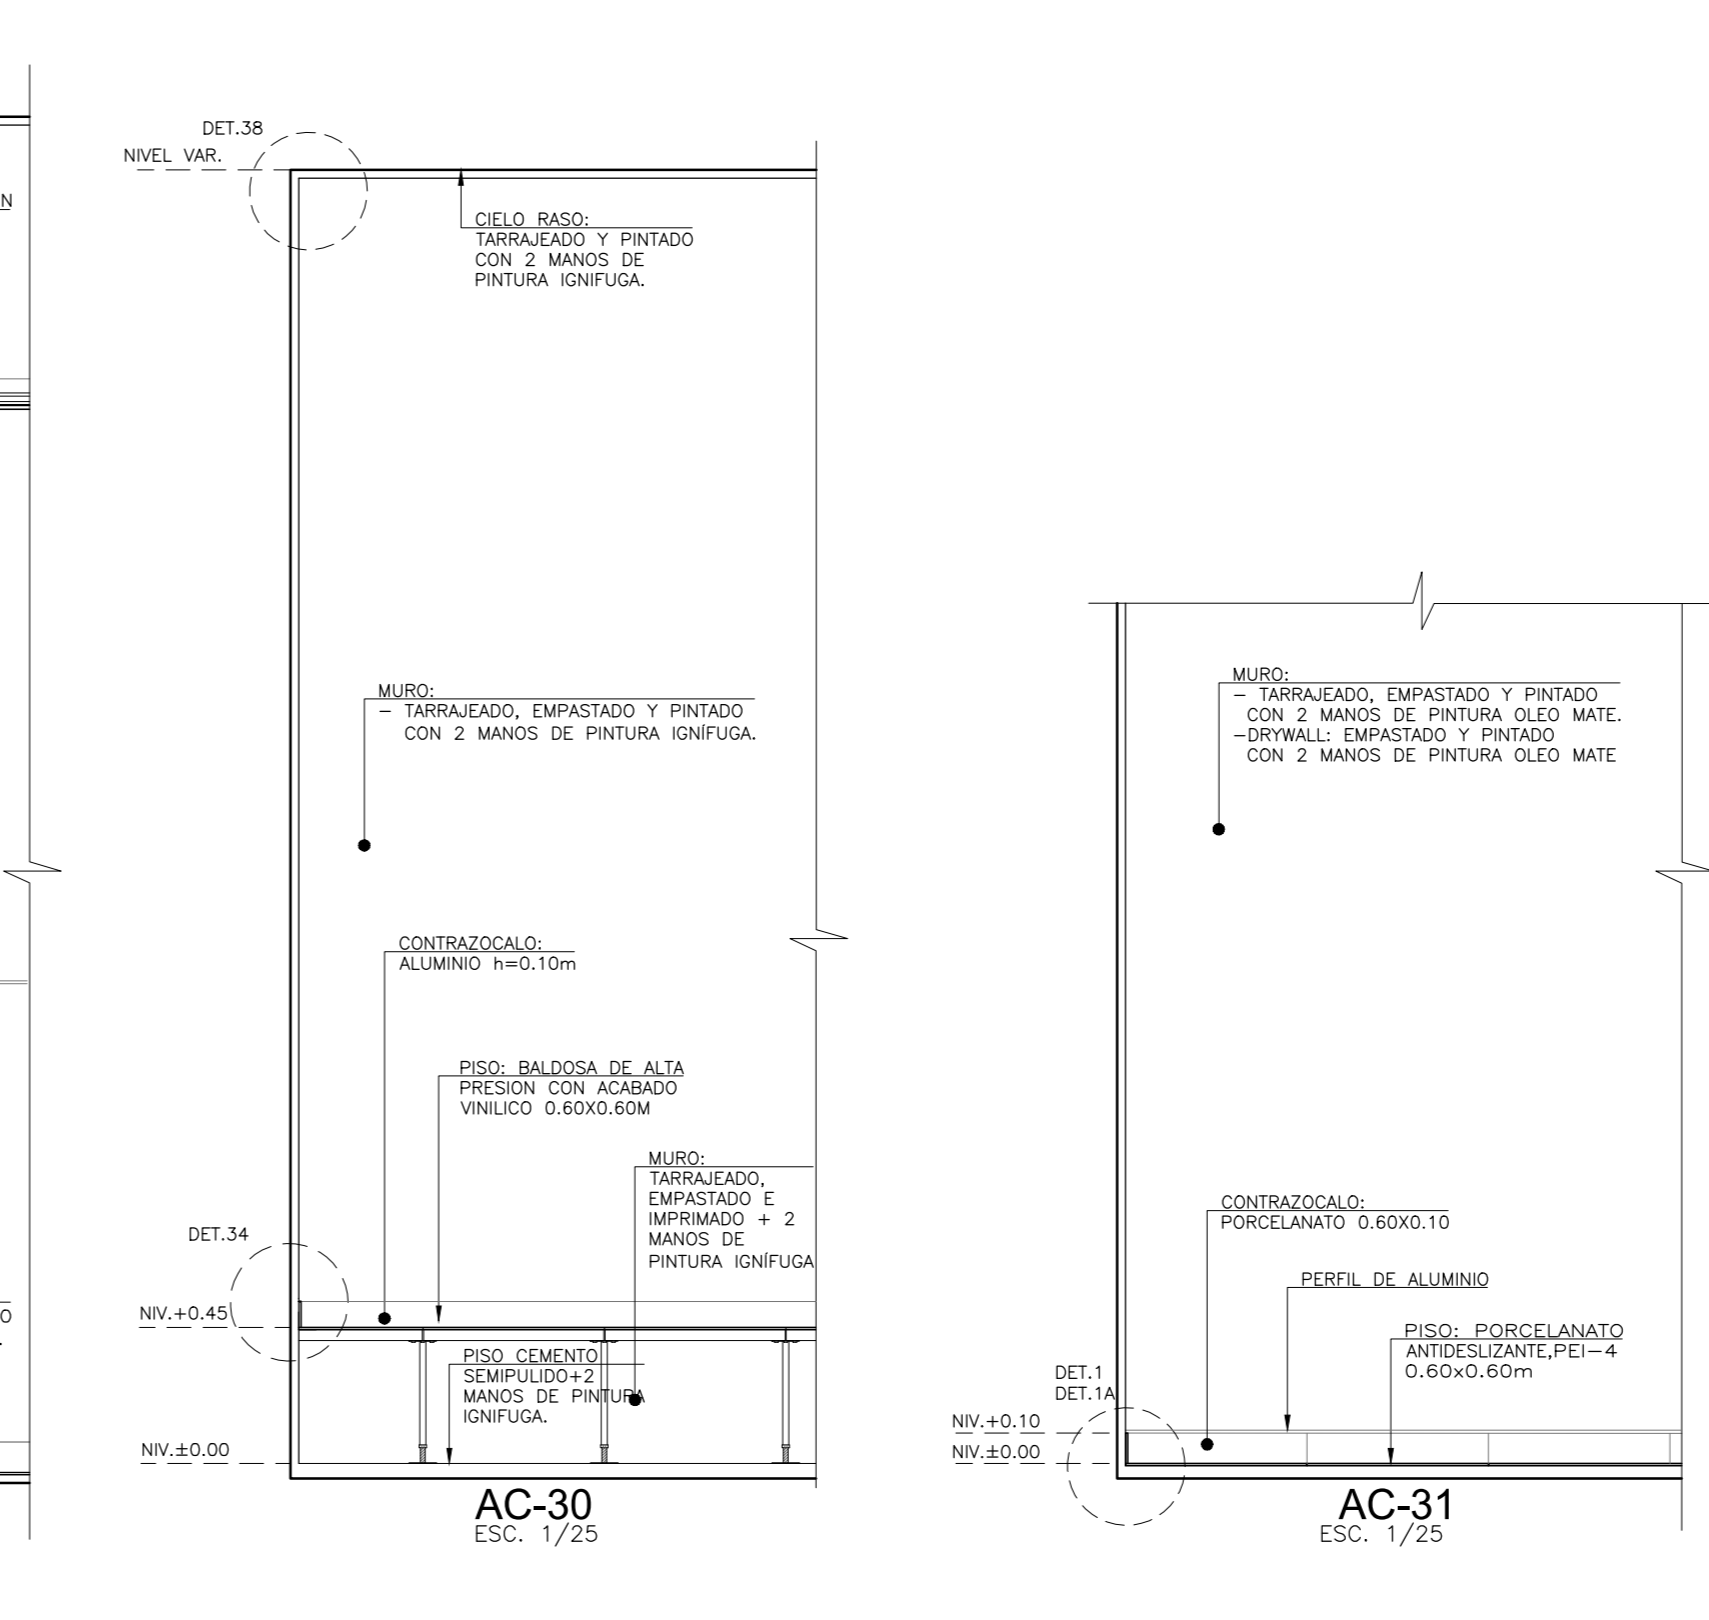 N
O
DET.38
NIVEL VAR.
CIELO RASO:
TARRAJEADO Y PINTADO
CON 2 MANOS DE
PINTURA IGNIFUGA.
MURO:
- TARRAJEADO, EMPASTADO Y PINTADO
CON 2 MANOS DE PINTURA IGNÍFUGA.
CONTRAZOCALO:
ALUMINIO h=0.10m
PISO: BALDOSA DE ALTA
PRESION CON ACABADO
VINILICO 0.60X0.60M
MURO:
TARRAJEADO,
EMPASTADO E
IMPRIMADO + 2
MANOS DE
PINTURA IGNÍFUGA
DET.34
NIV.+0.45
PISO CEMENTO
SEMIPULIDO+2
MANOS DE PINTURA
IGNIFUGA.
NIV.±0.00
AC-30
ESC. 1/25
MURO:
- TARRAJEADO, EMPASTADO Y PINTADO
CON 2 MANOS DE PINTURA OLEO MATE.
-DRYWALL: EMPASTADO Y PINTADO
CON 2 MANOS DE PINTURA OLEO MATE
CONTRAZOCALO:
PORCELANATO 0.60X0.10
PERFIL DE ALUMINIO
PISO: PORCELANATO
ANTIDESLIZANTE,PEI-4
0.60x0.60m
DET.1
DET.1A
NIV.+0.10
NIV.±0.00
AC-31
ESC. 1/25